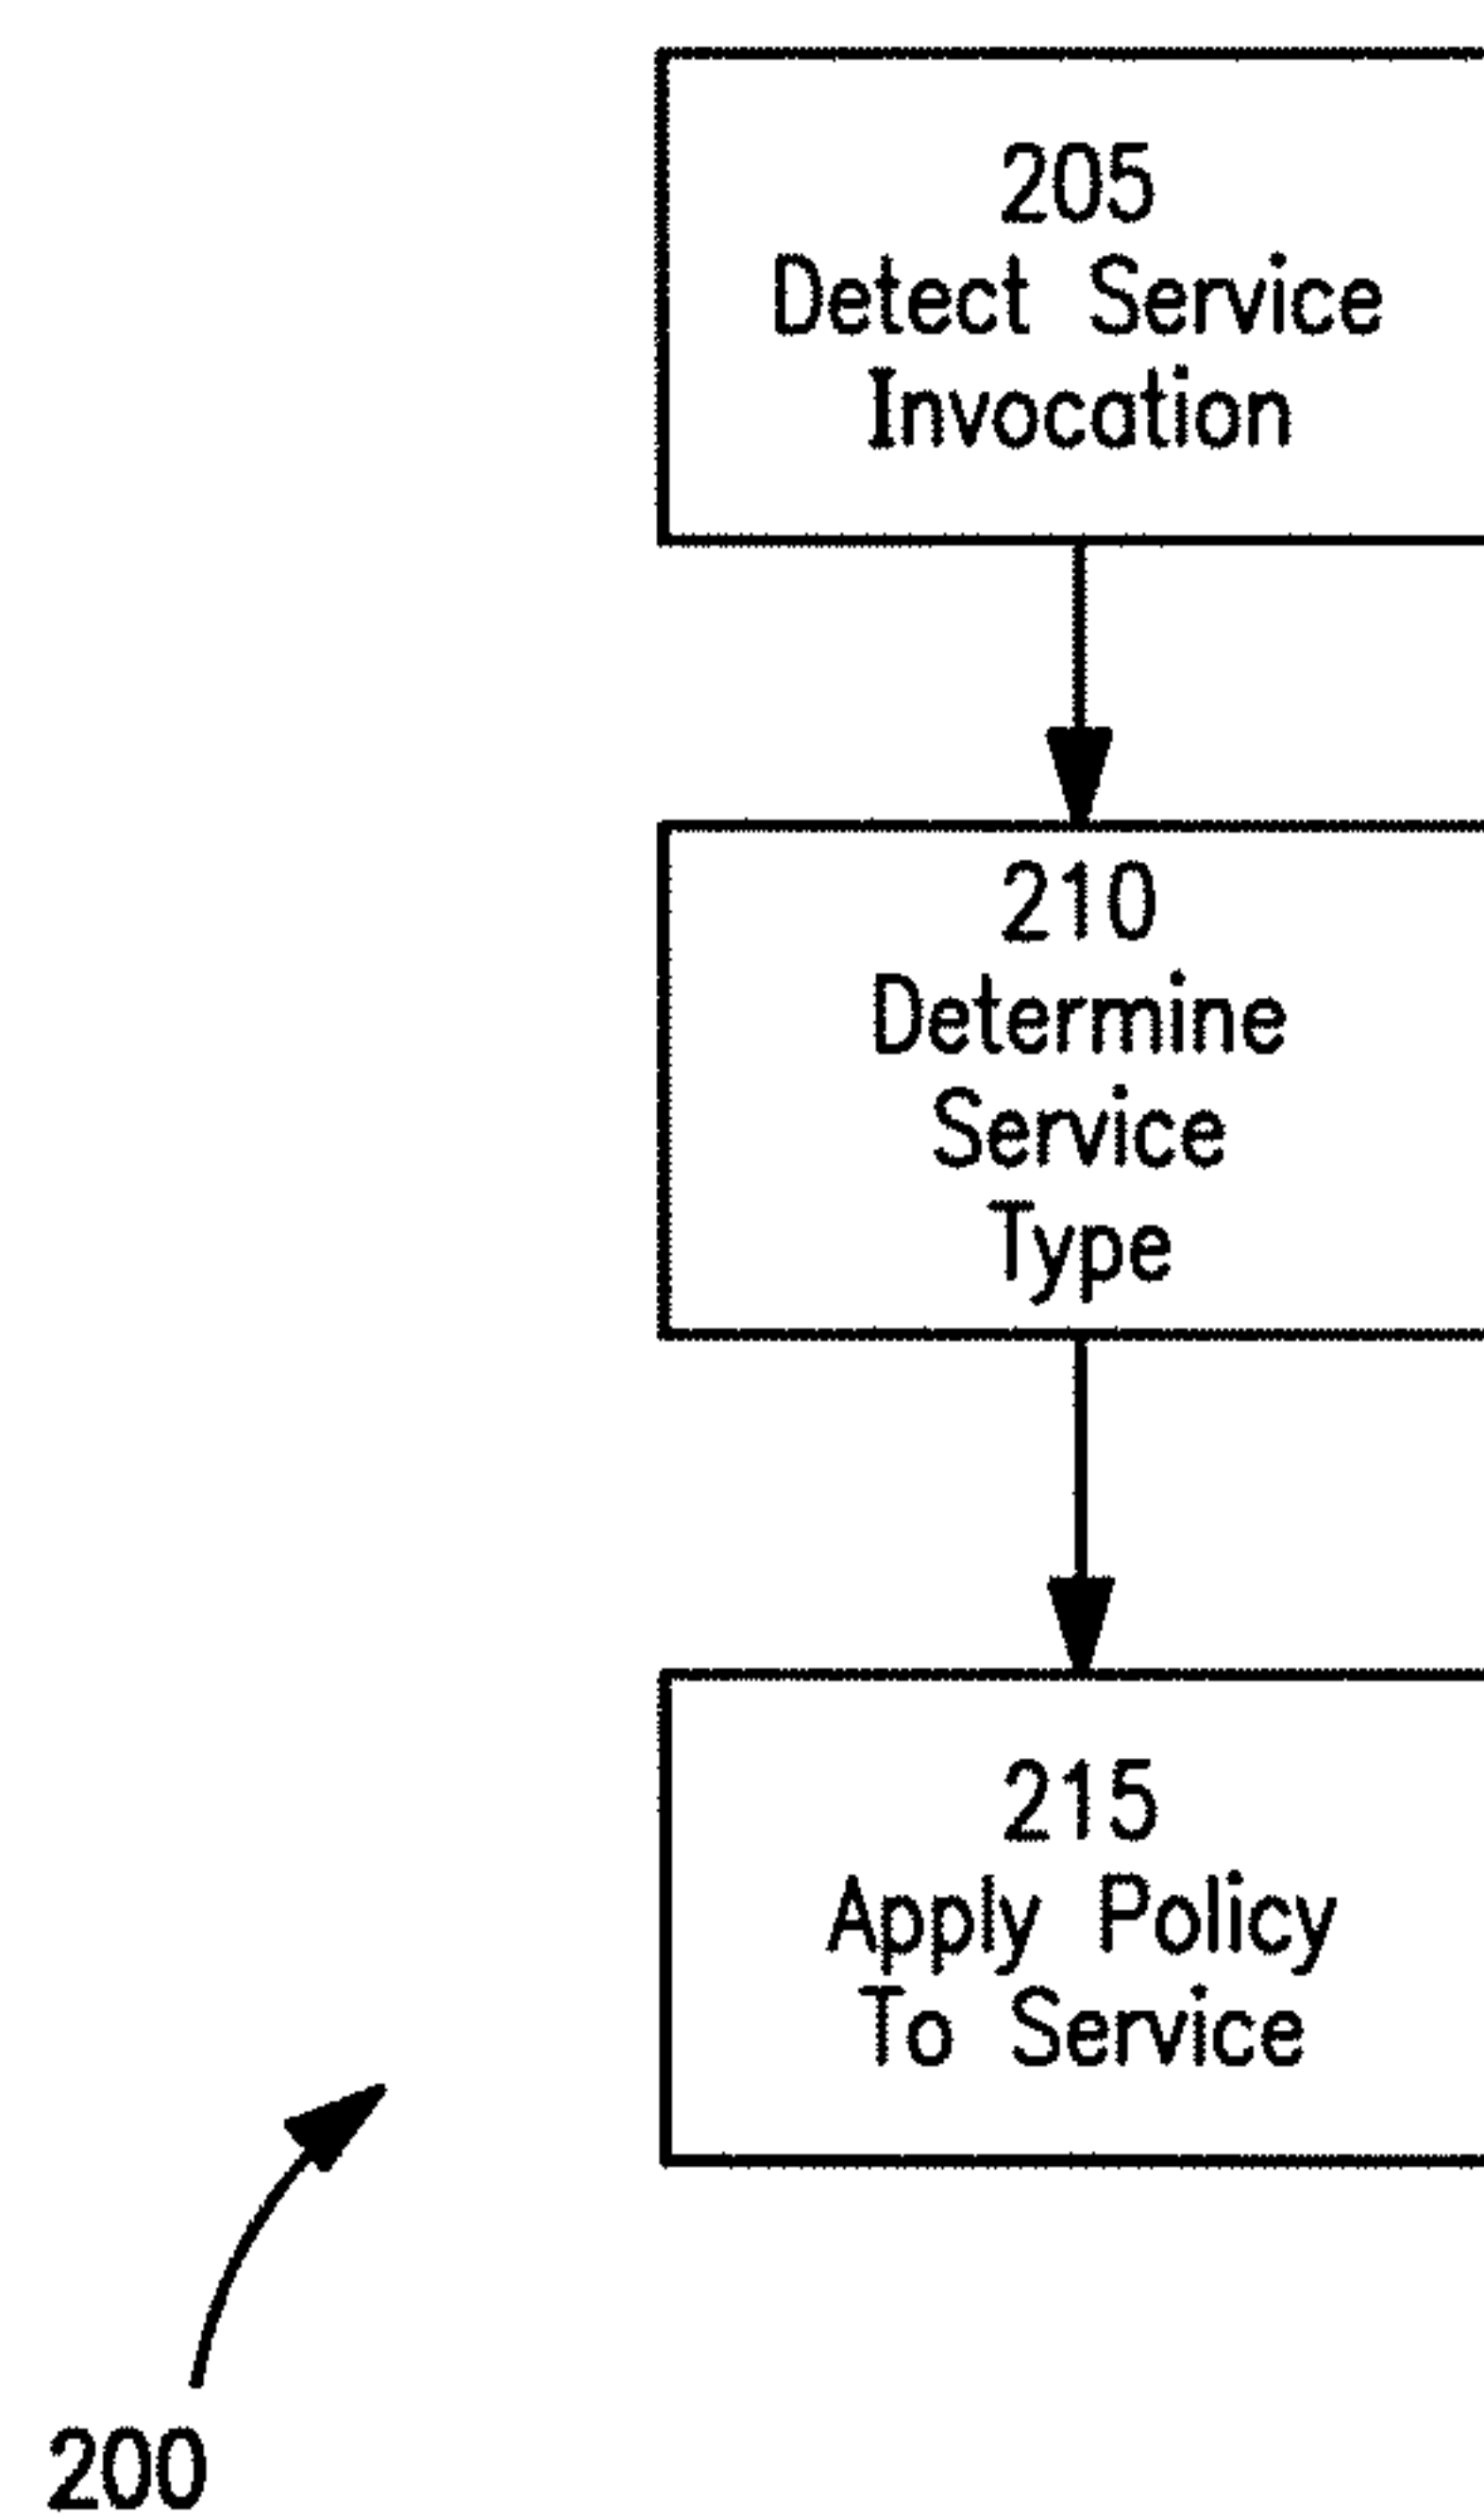 205
Detect Service
Invocation
210
Determine
Service
Type
215
Apply Policy
To Service
200